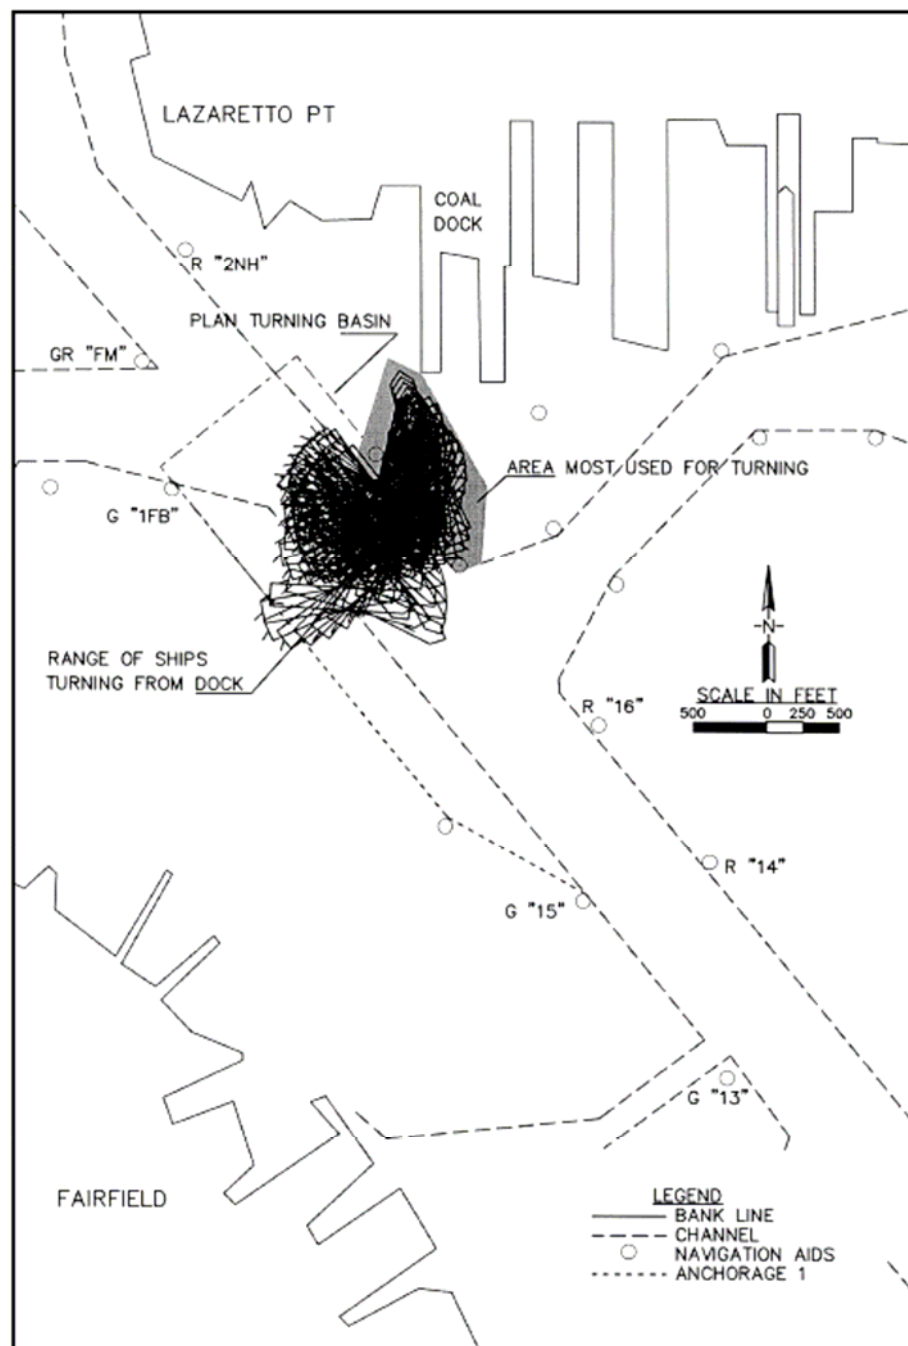 LAZARETTO PT
COAL
DOCK
R "2NH"
PLAN TURNING BASIN
GR "FM"
AREA MOST USED FOR TURNING
G "1FB"
-N-
RANGE OF SHIPS
TURNING FROM DOCK
SCALE IN FEET
500 0 250 500
R "16"
R "14"
G "15"
G "13"
FAIRFIELD
LEGEND
BANK LINE
CHANNEL
NAVIGATION AIDS
ANCHORAGE 1